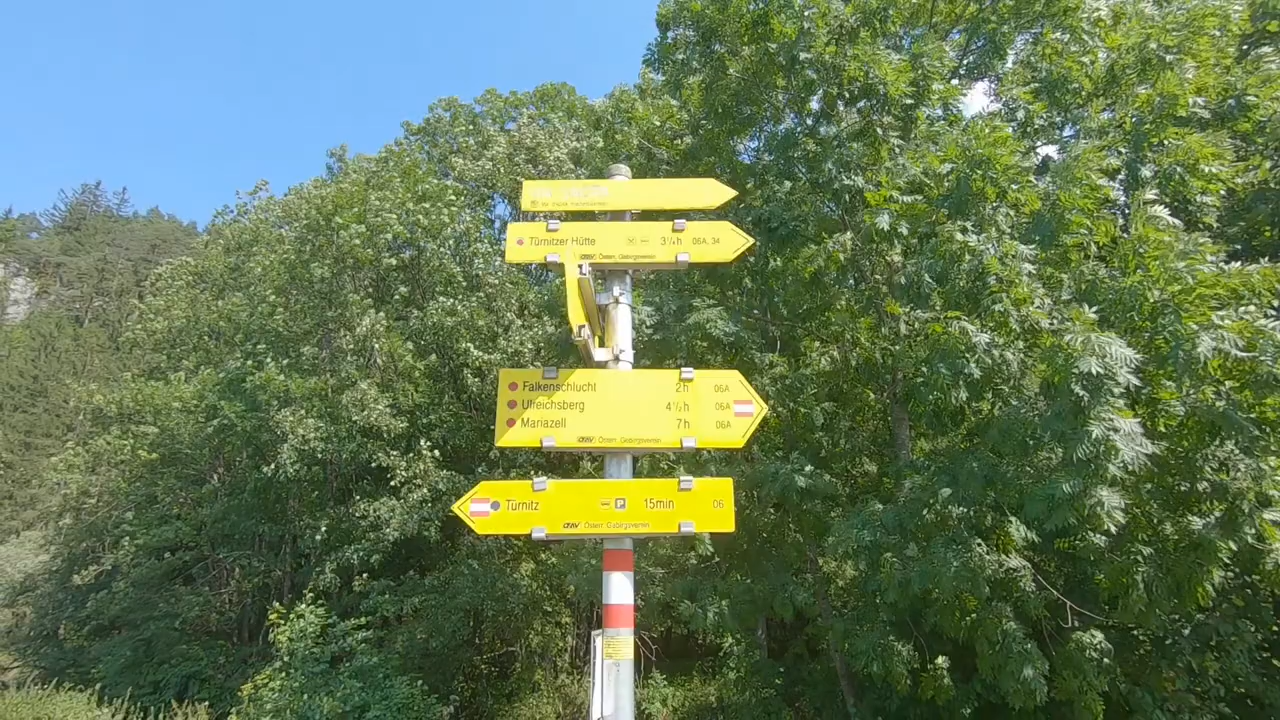 Türnitzer Hütte 3¼h 06A, 34
ÖGV Österr. Gebirgsverein
Falkenschlucht 2h 06A
Ulreichsberg 4½h 06A
Mariazell 7h 06A
Österr. Gebirgsverein
Türnitz P 15min 06
Österr. Gebirgsverein